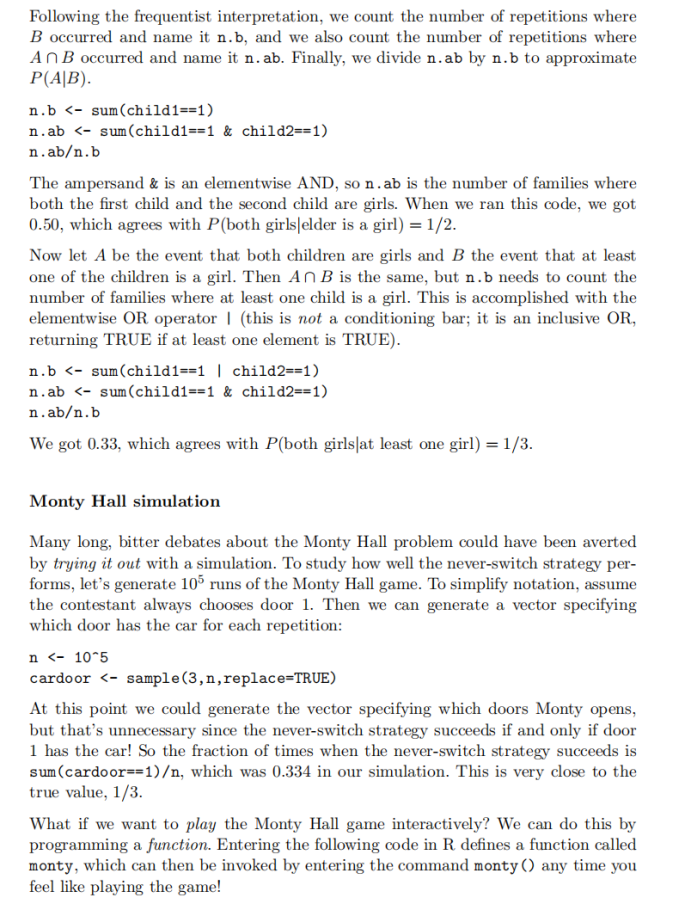 Following the frequentist interpretation, we count the number of repetitions where
B occurred and name it n.b, and we also count the number of repetitions where
A ∩ B occurred and name it n.ab. Finally, we divide n.ab by n.b to approximate
P(A|B).
n.b <- sum(child1==1)
n.ab <- sum(child1==1 & child2==1)
n.ab/n.b
The ampersand & is an elementwise AND, so n.ab is the number of families where
both the first child and the second child are girls. When we ran this code, we got
0.50, which agrees with P(both girls|elder is a girl) = 1/2.
Now let A be the event that both children are girls and B the event that at least
one of the children is a girl. Then A ∩ B is the same, but n.b needs to count the
number of families where at least one child is a girl. This is accomplished with the
elementwise OR operator | (this is not a conditioning bar; it is an inclusive OR,
returning TRUE if at least one element is TRUE).
n.b <- sum(child1==1 | child2==1)
n.ab <- sum(child1==1 & child2==1)
n.ab/n.b
We got 0.33, which agrees with P(both girls|at least one girl) = 1/3.
Monty Hall simulation
Many long, bitter debates about the Monty Hall problem could have been averted
by trying it out with a simulation. To study how well the never-switch strategy per-
forms, let's generate 10⁵ runs of the Monty Hall game. To simplify notation, assume
the contestant always chooses door 1. Then we can generate a vector specifying
which door has the car for each repetition:
n <- 10^5
cardoor <- sample(3,n,replace=TRUE)
At this point we could generate the vector specifying which doors Monty opens,
but that's unnecessary since the never-switch strategy succeeds if and only if door
1 has the car! So the fraction of times when the never-switch strategy succeeds is
sum(cardoor==1)/n, which was 0.334 in our simulation. This is very close to the
true value, 1/3.
What if we want to play the Monty Hall game interactively? We can do this by
programming a function. Entering the following code in R defines a function called
monty, which can then be invoked by entering the command monty() any time you
feel like playing the game!